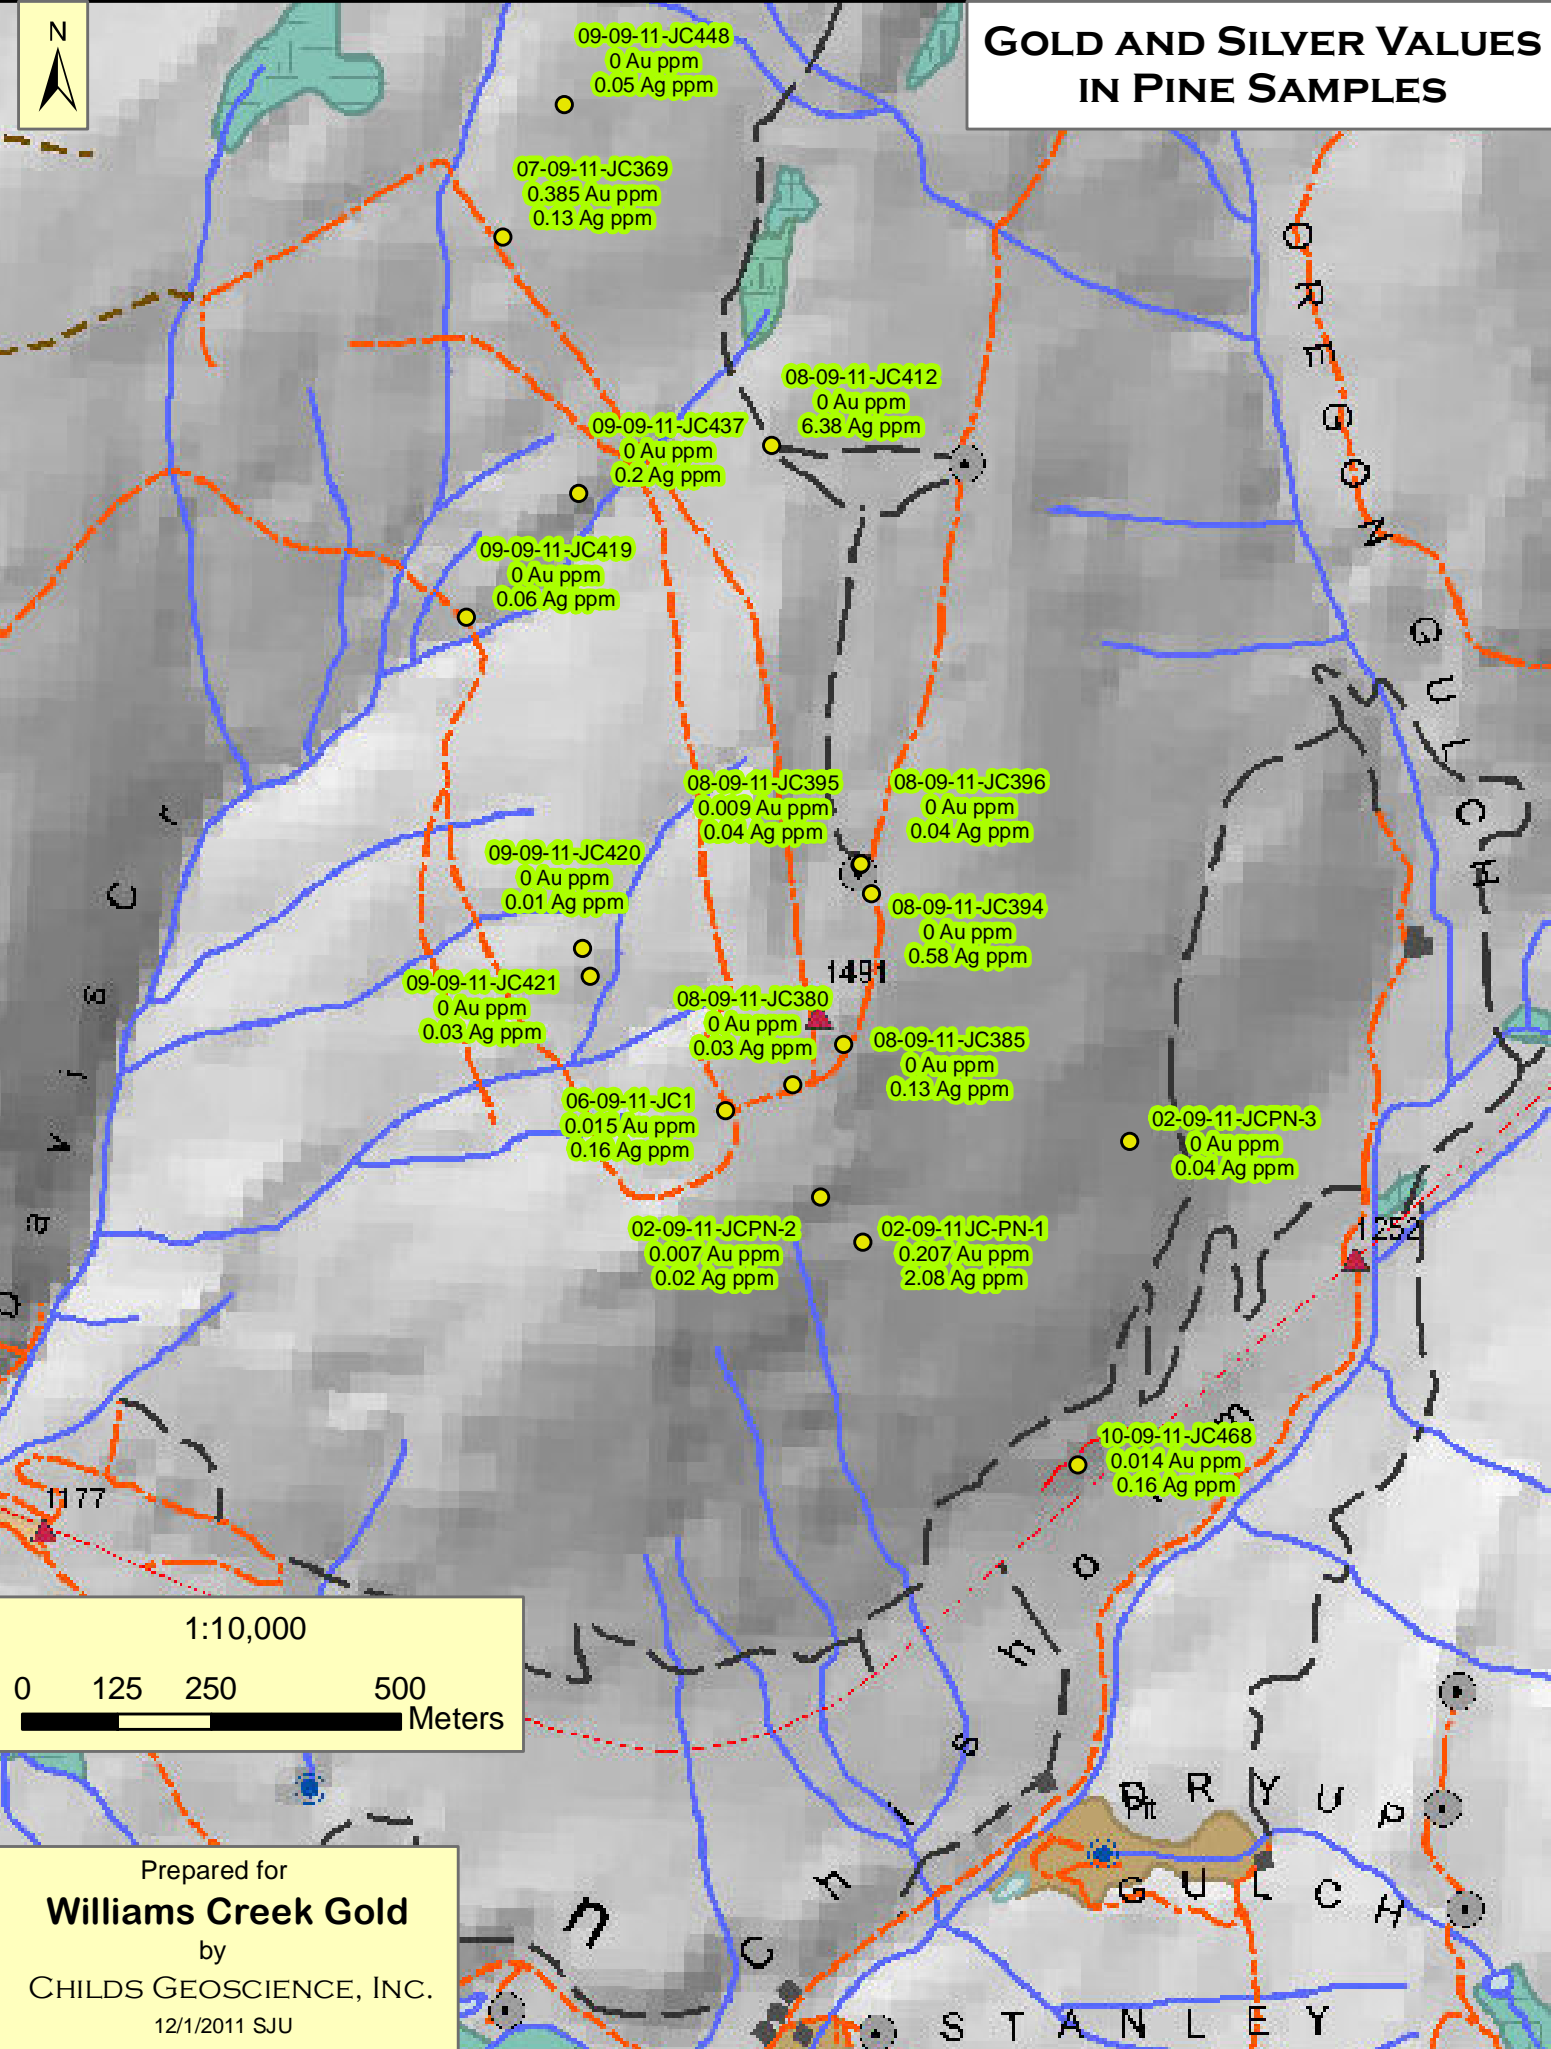 N
GOLD AND SILVER VALUES
IN PINE SAMPLES
09-09-11-JC448
0 Au ppm
0.05 Ag ppm
07-09-11-JC369
0.385 Au ppm
0.13 Ag ppm
08-09-11-JC412
0 Au ppm
6.38 Ag ppm
09-09-11-JC437
0 Au ppm
0.2 Ag ppm
09-09-11-JC419
0 Au ppm
0.06 Ag ppm
OREGON GULCH
08-09-11-JC395
0.009 Au ppm
0.04 Ag ppm
08-09-11-JC396
0 Au ppm
0.04 Ag ppm
09-09-11-JC420
0 Au ppm
0.01 Ag ppm
08-09-11-JC394
0 Au ppm
0.58 Ag ppm
1491
09-09-11-JC421
0 Au ppm
0.03 Ag ppm
08-09-11-JC380
0 Au ppm
0.03 Ag ppm
08-09-11-JC385
0 Au ppm
0.13 Ag ppm
06-09-11-JC1
0.015 Au ppm
0.16 Ag ppm
02-09-11-JCPN-3
0 Au ppm
0.04 Ag ppm
Davis Cr
02-09-11-JCPN-2
0.007 Au ppm
0.02 Ag ppm
02-09-11JC-PN-1
0.207 Au ppm
2.08 Ag ppm
1252
10-09-11-JC468
0.014 Au ppm
0.16 Ag ppm
1177
1:10,000
0 125 250 500
Meters
Pit
DRYUP
GULCH
n
STANLEY
Prepared for
Williams Creek Gold
by
CHILDS GEOSCIENCE, INC.
12/1/2011 SJU